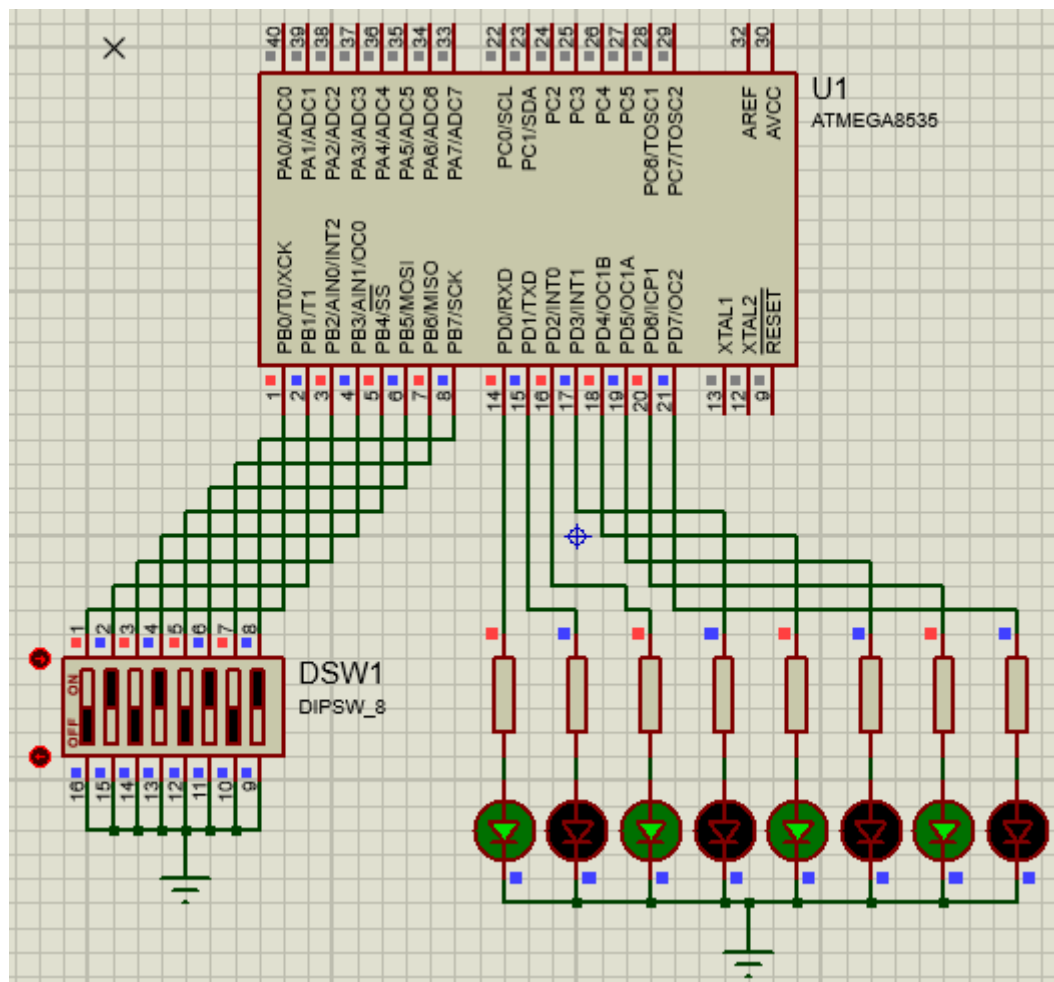 40 39 38 37 36 35 34 33 22 23 24 25 26 27 28 29 32 30
PA0/ADC0
PA1/ADC1
PA2/ADC2
PA3/ADC3
PA4/ADC4
PA5/ADC5
PA6/ADC6
PA7/ADC7
PC0/SCL
PC1/SDA
PC2
PC3
PC4
PC5
PC6/TOSC1
PC7/TOSC2
AREF
AVCC
U1
ATMEGA8535
PB0/T0/XCK
PB1/T1
PB2/AIN0/INT2
PB3/AIN1/OC0
PB4/SS
PB5/MOSI
PB6/MISO
PB7/SCK
PD0/RXD
PD1/TXD
PD2/INT0
PD3/INT1
PD4/OC1B
PD5/OC1A
PD6/ICP1
PD7/OC2
XTAL1
XTAL2
RESET
1 2 3 4 5 6 7 8 14 15 16 17 18 19 20 21 13 12 9
1 2 3 4 5 6 7 8
ON
OFF
DSW1
DIPSW_8
16 15 14 13 12 11 10 9